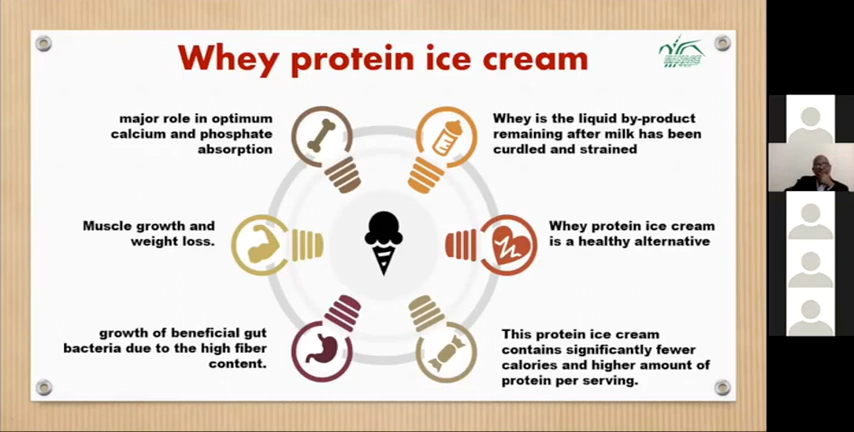 Whey protein ice cream
major role in optimum
calcium and phosphate
absorption
Whey is the liquid by-product
remaining after milk has been
curdled and strained
Muscle growth and
weight loss.
Whey protein ice cream
is a healthy alternative
growth of beneficial gut
bacteria due to the high fiber
content.
This protein ice cream
contains significantly fewer
calories and higher amount of
protein per serving.